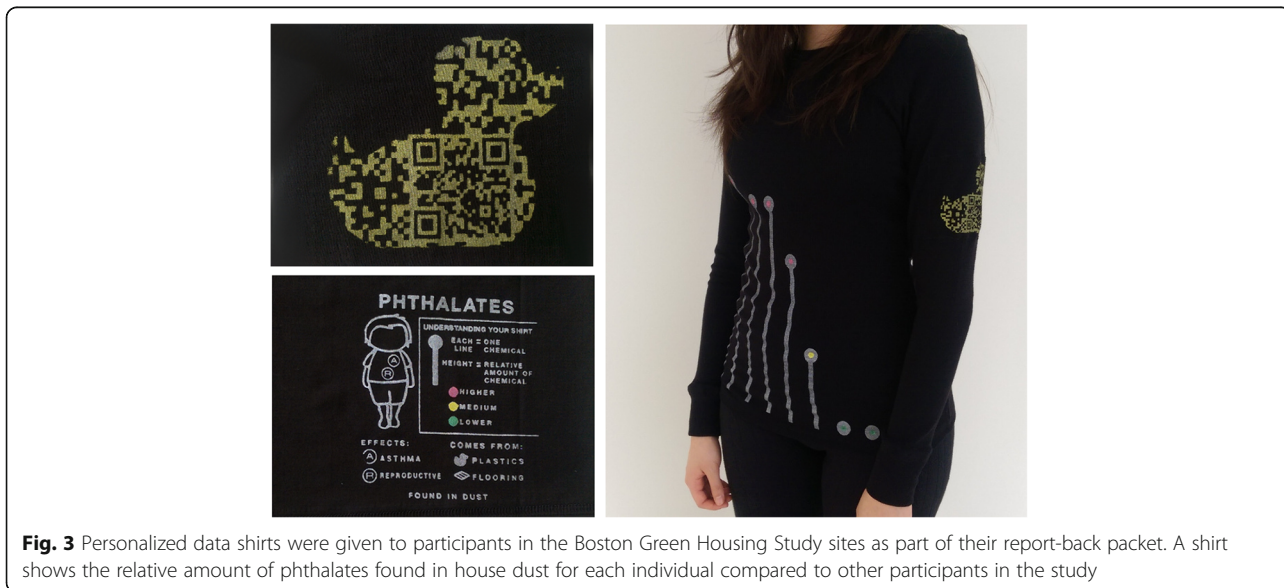 PHTHALATES
UNDERSTANDING YOUR SHIRT
EACH = ONE
LINE CHEMICAL
HEIGHT = RELATIVE
AMOUNT OF
CHEMICAL
HIGHER
MEDIUM
LOWER
EFFECTS:
A ASTHMA
R REPRODUCTIVE
COMES FROM:
PLASTICS
FLOORING
FOUND IN DUST
A
R
Fig. 3 Personalized data shirts were given to participants in the Boston Green Housing Study sites as part of their report-back packet. A shirt
shows the relative amount of phthalates found in house dust for each individual compared to other participants in the study